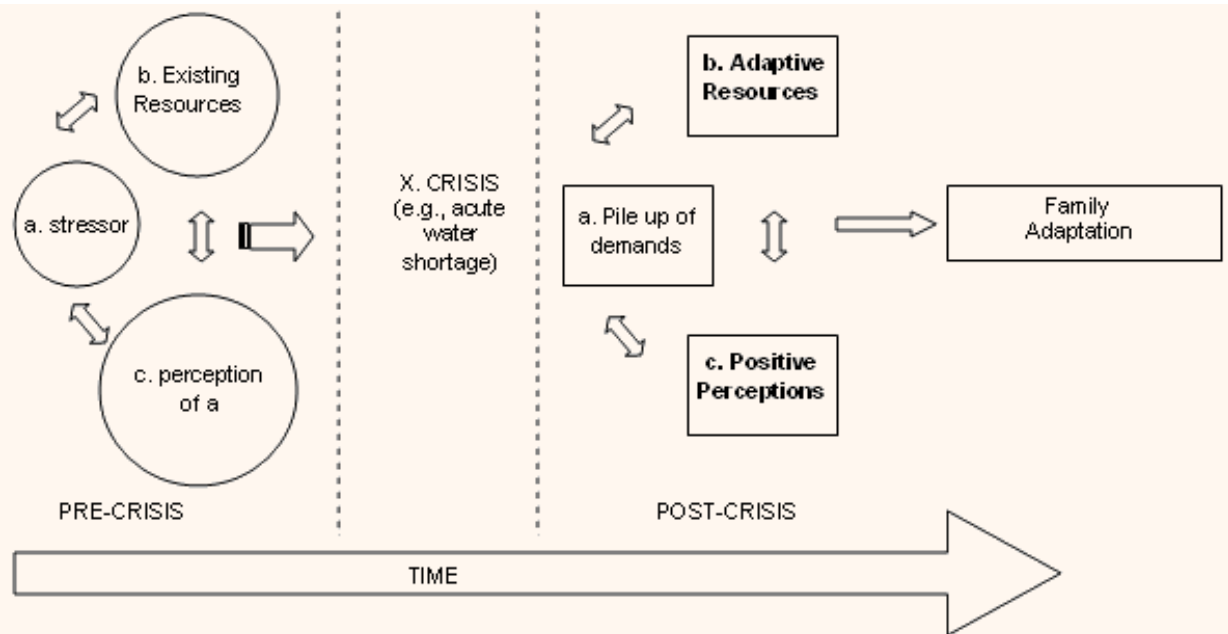 b. Existing
Resources
a. stressor
c. perception
of a
PRE-CRISIS
X. CRISIS
(e.g., acute
water
shortage)
b. Adaptive
Resources
a. Pile up of
demands
c. Positive
Perceptions
POST-CRISIS
Family
Adaptation
TIME